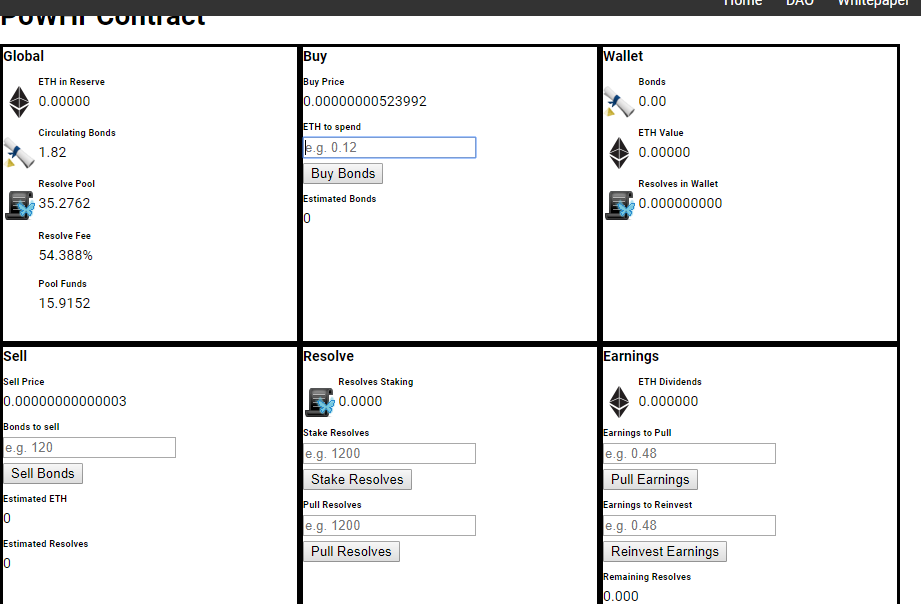 Home DAO Whitepaper
PoWHr Contract
Global
ETH in Reserve
0.00000
Circulating Bonds
1.82
Resolve Pool
35.2762
Resolve Fee
54.388%
Pool Funds
15.9152
Buy
Buy Price
0.00000000523992
ETH to spend
e.g. 0.12
Buy Bonds
Estimated Bonds
0
Wallet
Bonds
0.00
ETH Value
0.00000
Resolves in Wallet
0.000000000
Sell
Sell Price
0.00000000000003
Bonds to sell
e.g. 120
Sell Bonds
Estimated ETH
0
Estimated Resolves
0
Resolve
Resolves Staking
0.0000
Stake Resolves
e.g. 1200
Stake Resolves
Pull Resolves
e.g. 1200
Pull Resolves
Earnings
ETH Dividends
0.000000
Earnings to Pull
e.g. 0.48
Pull Earnings
Earnings to Reinvest
e.g. 0.48
Reinvest Earnings
Remaining Resolves
0.000